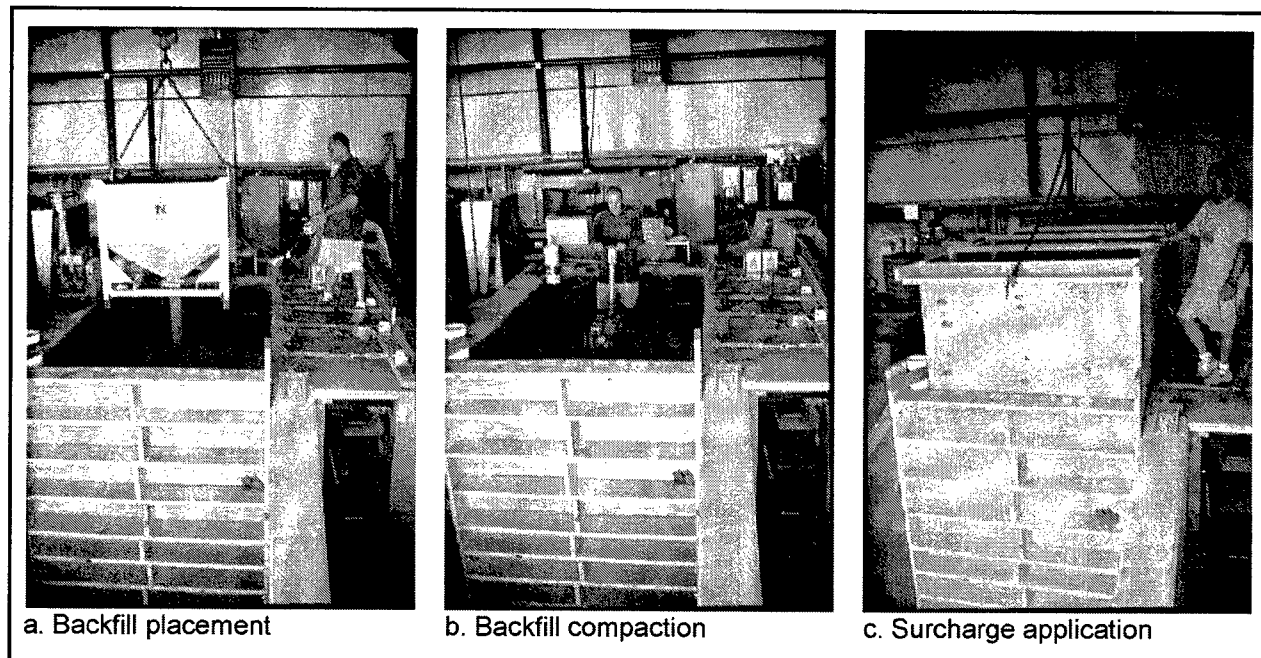 a. Backfill placement
b. Backfill compaction
c. Surcharge application